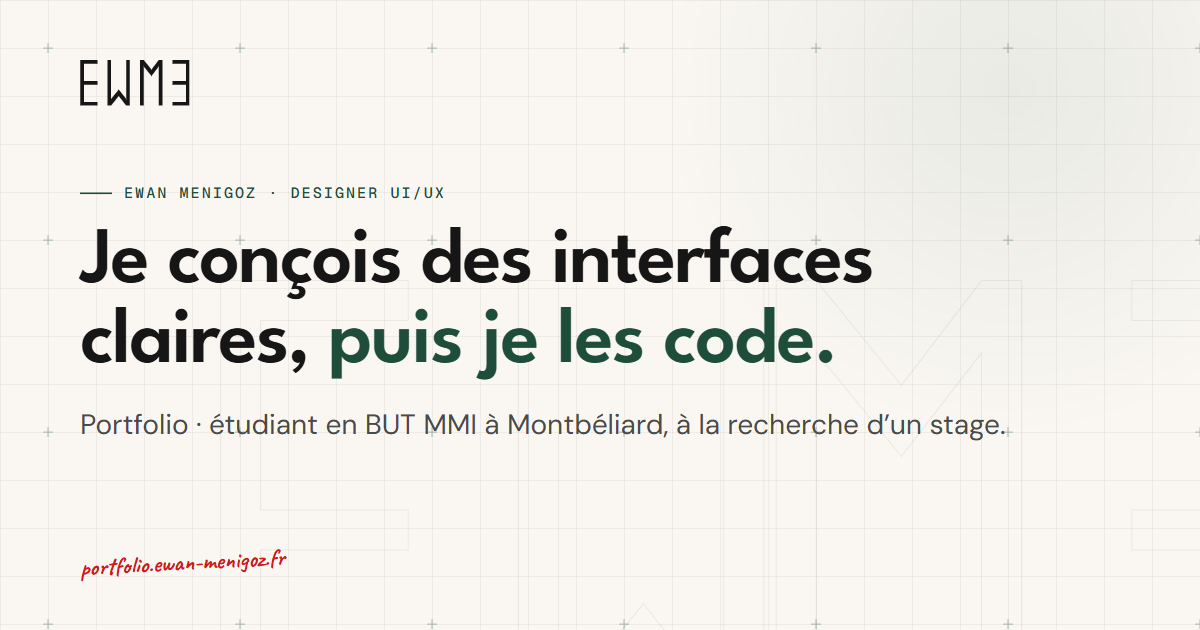 EWME
EWAN MENIGOZ · DESIGNER UI/UX
Je conçois des interfaces
claires, puis je les code.
Portfolio · étudiant en BUT MMI à Montbéliard, à la recherche d’un stage.
portfolio.ewan-menigoz.fr